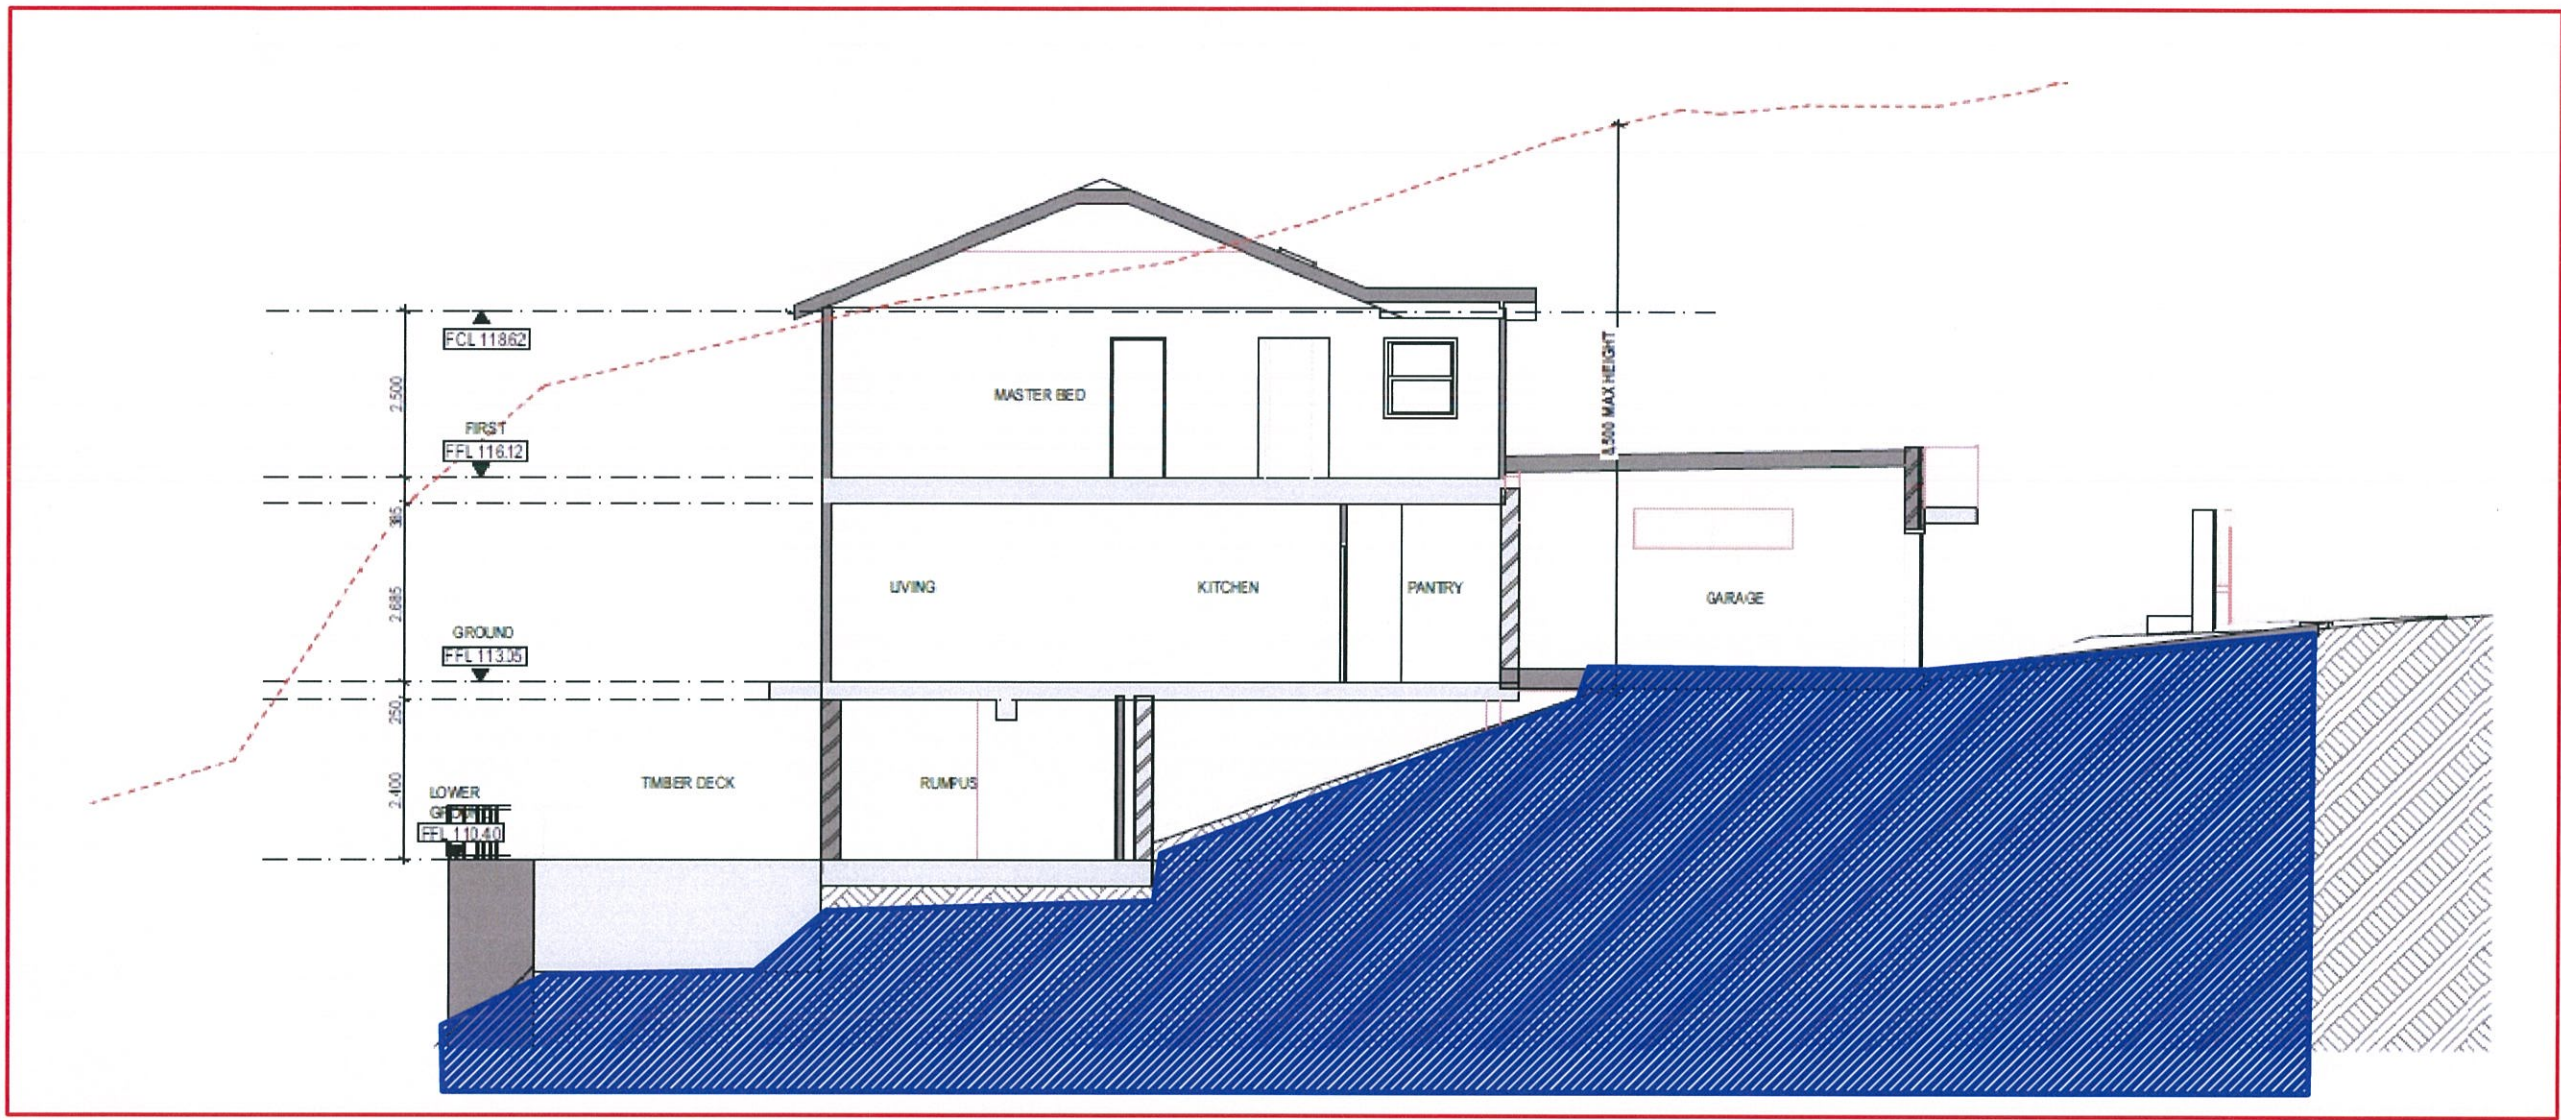 8.500 MAX HEIGHT
FCL 118.62
2.500
MASTER BED
FIRST
FFL 116.12
385
LIVING
KITCHEN
PANTRY
GARAGE
2.685
GROUND
FFL 113.05
250
TIMBER DECK
RUMPUS
2.400
LOWER
GROUND
FFL 110.40